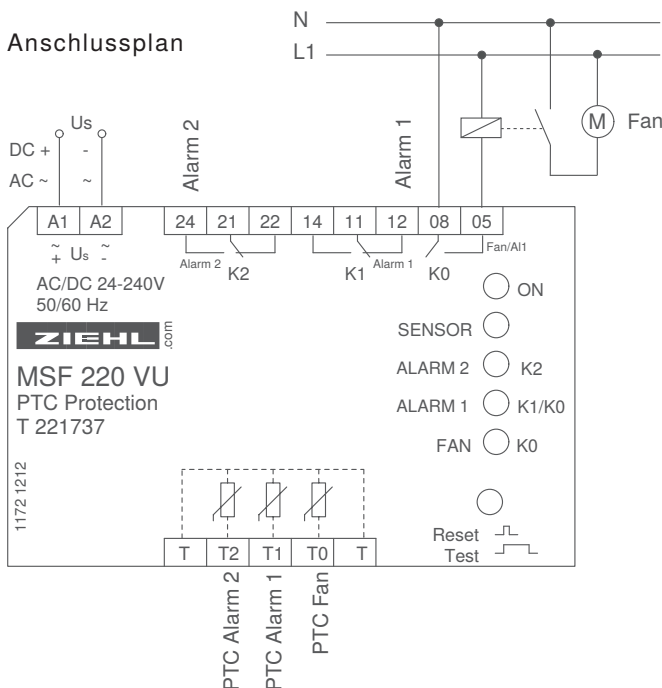 Anschlussplan
N
L1
M Fan
Us
DC + -
AC ~ ~
Alarm 2
Alarm 1
A1 A2 24 21 22 14 11 12 08 05
~ Us ~
+ -
Alarm 2 K2 K1 Alarm 1 K0 Fan/Al1
AC/DC 24-240V
50/60 Hz
ZIEHL.com
MSF 220 VU
PTC Protection
T 221737
1172 1212
ON
SENSOR
ALARM 2 K2
ALARM 1 K1/K0
FAN K0
Reset
Test
T T2 T1 T0 T
PTC Alarm 2
PTC Alarm 1
PTC Fan